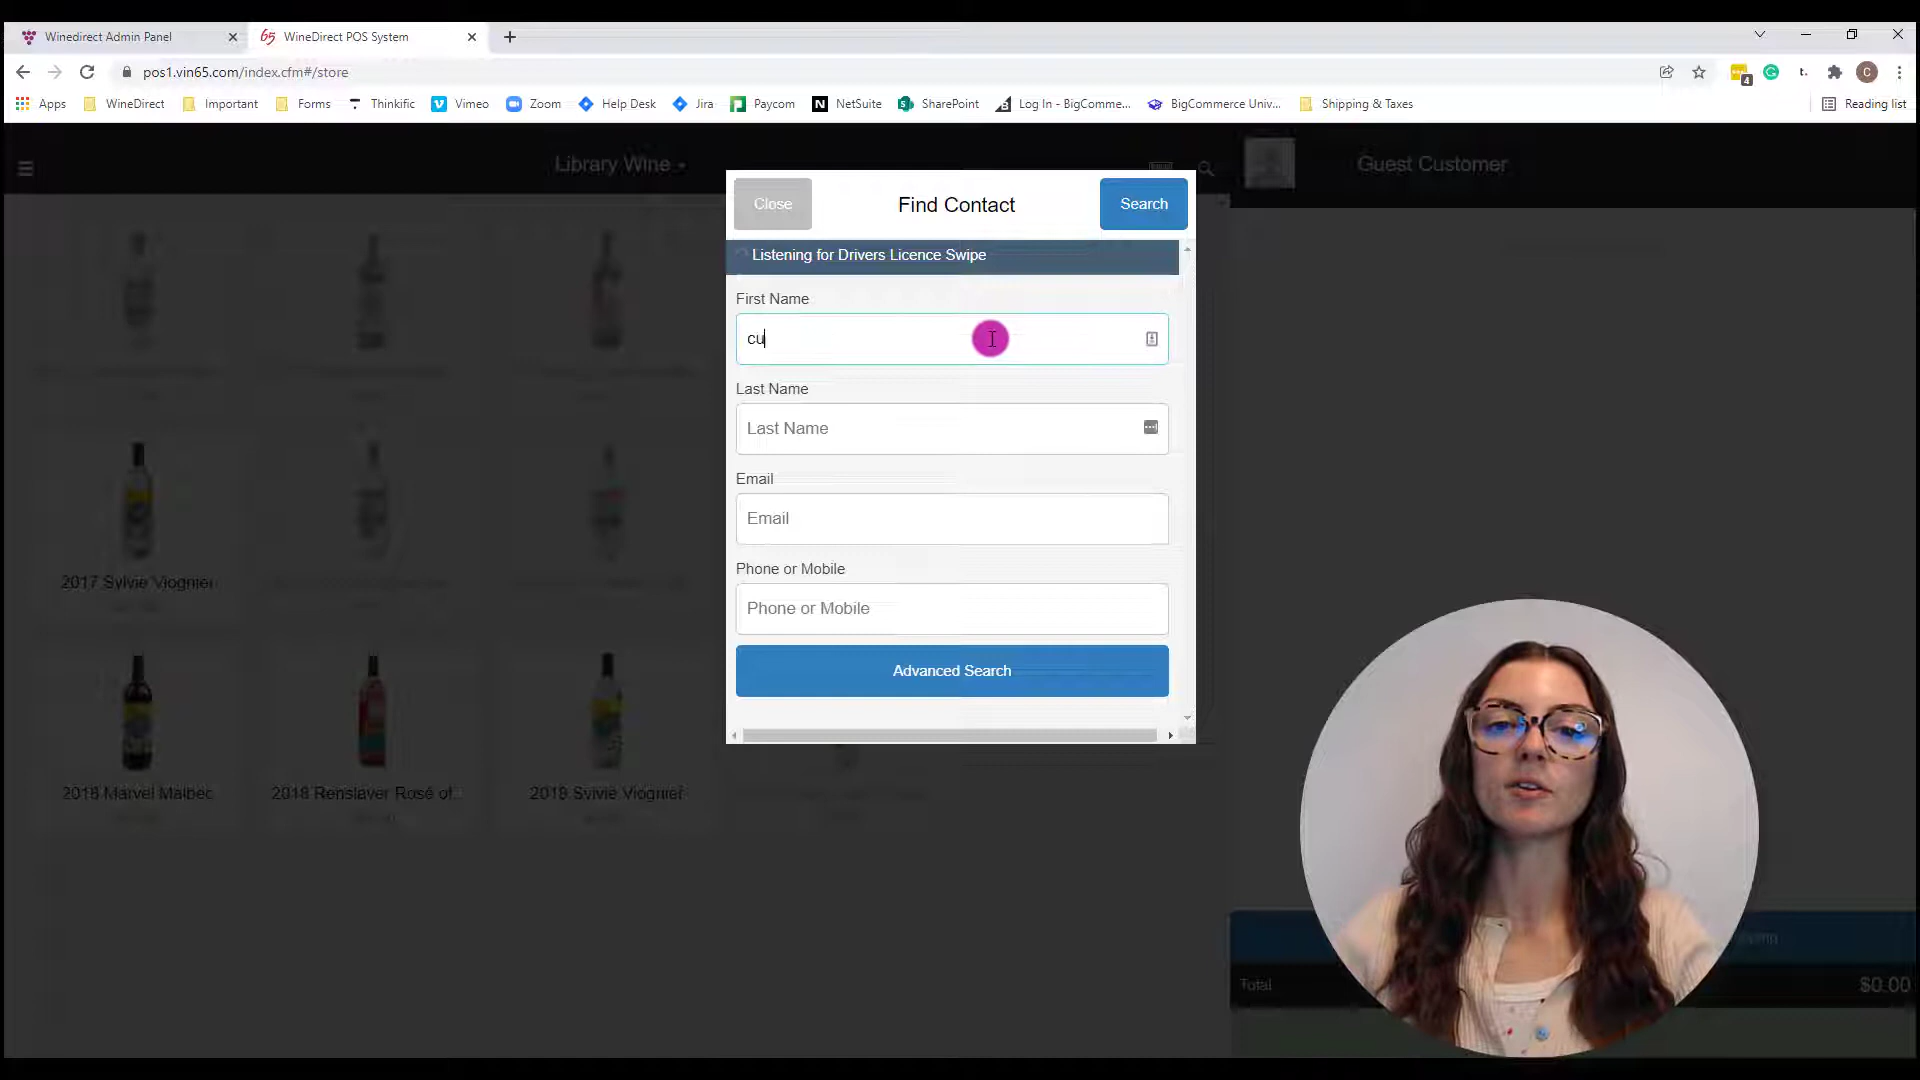 Winedirect Admin Panel
65 WineDirect POS System
pos1.vin65.com/index.cfm#/store
4
t.
C
Apps WineDirect Important Forms Thinkific Vimeo Zoom Help Desk Jira Paycom NetSuite SharePoint Log In - BigComme... BigCommerce Univ... Shipping & Taxes Reading list
Library Wine
Guest Customer
Close
Find Contact
Search
Listening for Drivers Licence Swipe
First Name
cu
Last Name
Last Name
Email
Email
Phone or Mobile
Phone or Mobile
Advanced Search
2017 Sylvie Viognier
2018 Marvel Malbec
2018 Renslaver Rosé of...
2019 Sylvie Viognier
Total
$0.00